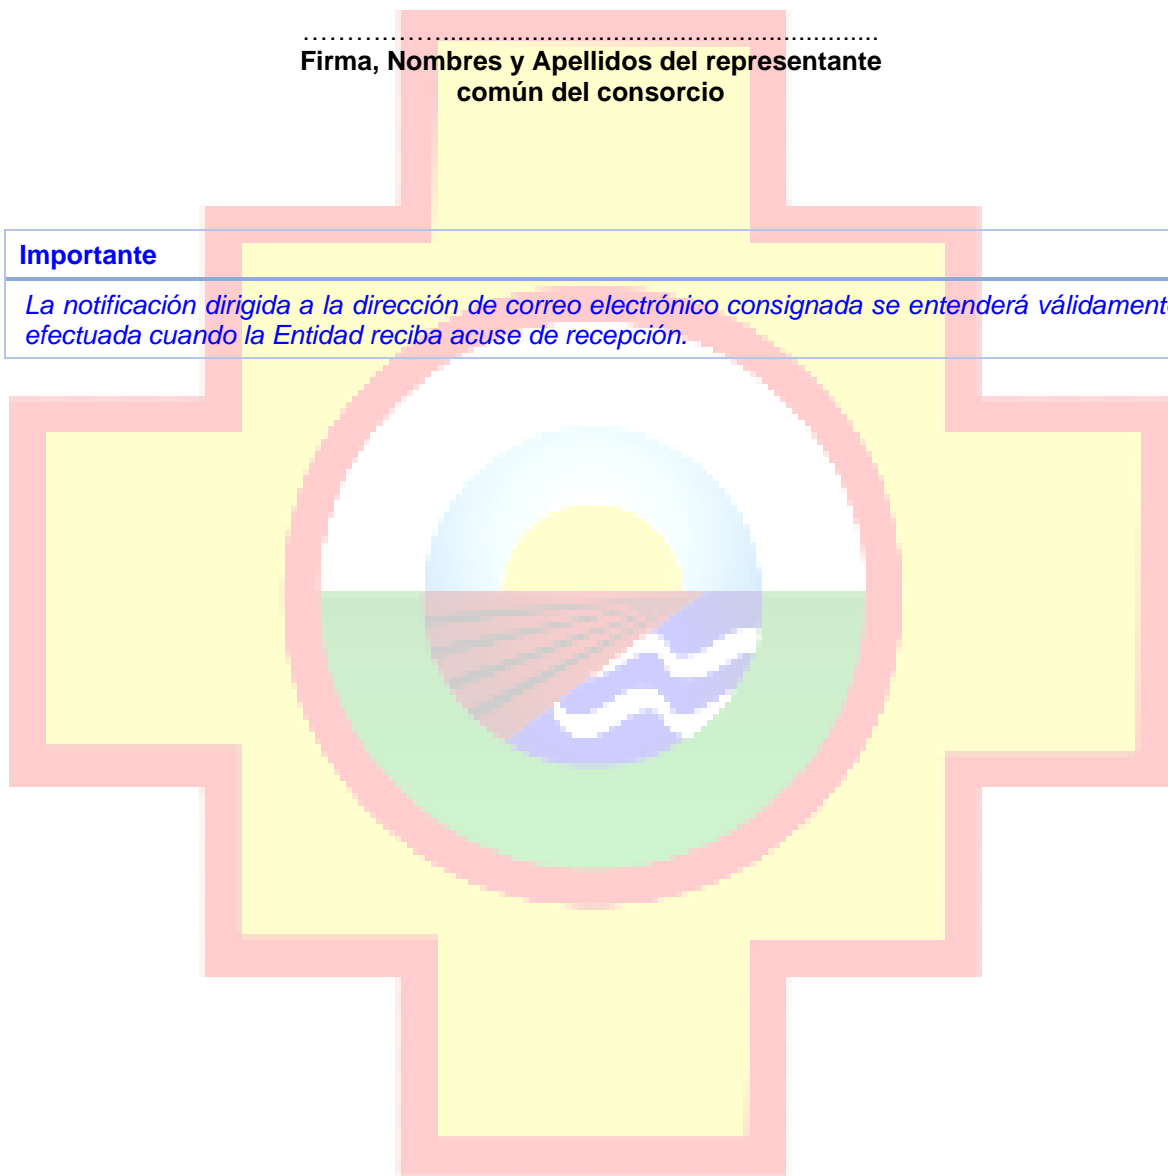 ……………...............................................................
Firma, Nombres y Apellidos del representante
común del consorcio
Importante
La notificación dirigida a la dirección de correo electrónico consignada se entenderá válidament
efectuada cuando la Entidad reciba acuse de recepción.